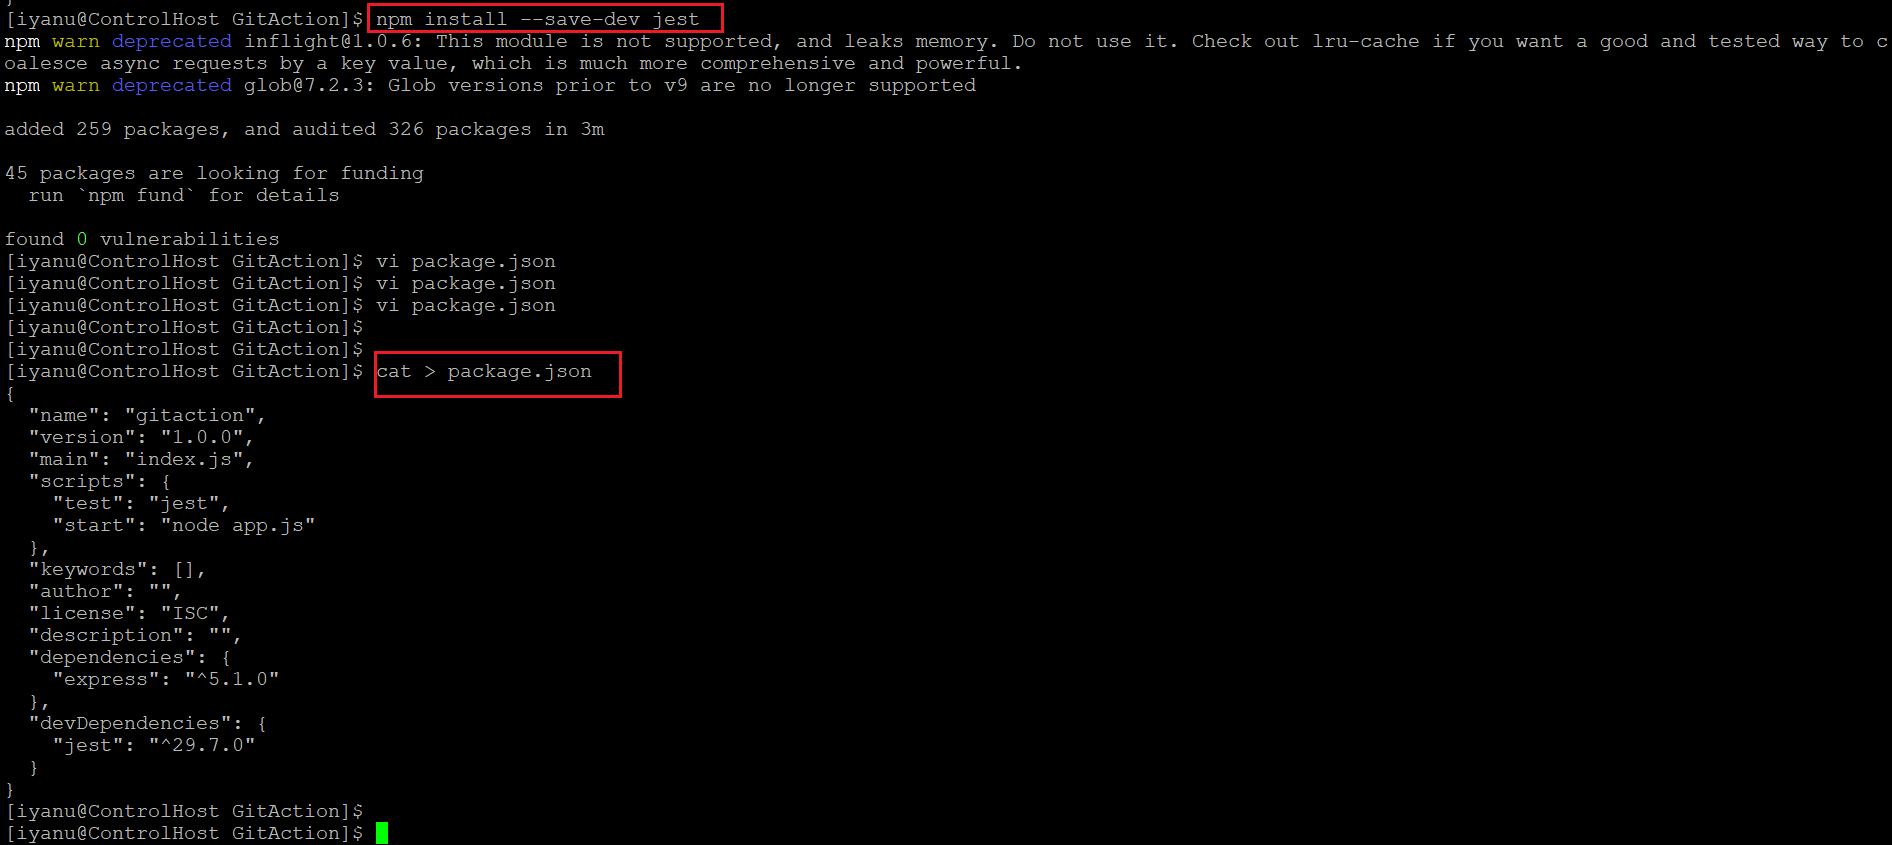 }
[iyanu@ControlHost GitAction]$ npm install --save-dev jest
npm warn deprecated inflight@1.0.6: This module is not supported, and leaks memory. Do not use it. Check out lru-cache if you want a good and tested way to c
oalesce async requests by a key value, which is much more comprehensive and powerful.
npm warn deprecated glob@7.2.3: Glob versions prior to v9 are no longer supported

added 259 packages, and audited 326 packages in 3m

45 packages are looking for funding
  run `npm fund` for details

found 0 vulnerabilities
[iyanu@ControlHost GitAction]$ vi package.json
[iyanu@ControlHost GitAction]$ vi package.json
[iyanu@ControlHost GitAction]$ vi package.json
[iyanu@ControlHost GitAction]$
[iyanu@ControlHost GitAction]$
[iyanu@ControlHost GitAction]$ cat > package.json
{
  "name": "gitaction",
  "version": "1.0.0",
  "main": "index.js",
  "scripts": {
    "test": "jest",
    "start": "node app.js"
  },
  "keywords": [],
  "author": "",
  "license": "ISC",
  "description": "",
  "dependencies": {
    "express": "^5.1.0"
  },
  "devDependencies": {
    "jest": "^29.7.0"
  }
}
[iyanu@ControlHost GitAction]$
[iyanu@ControlHost GitAction]$